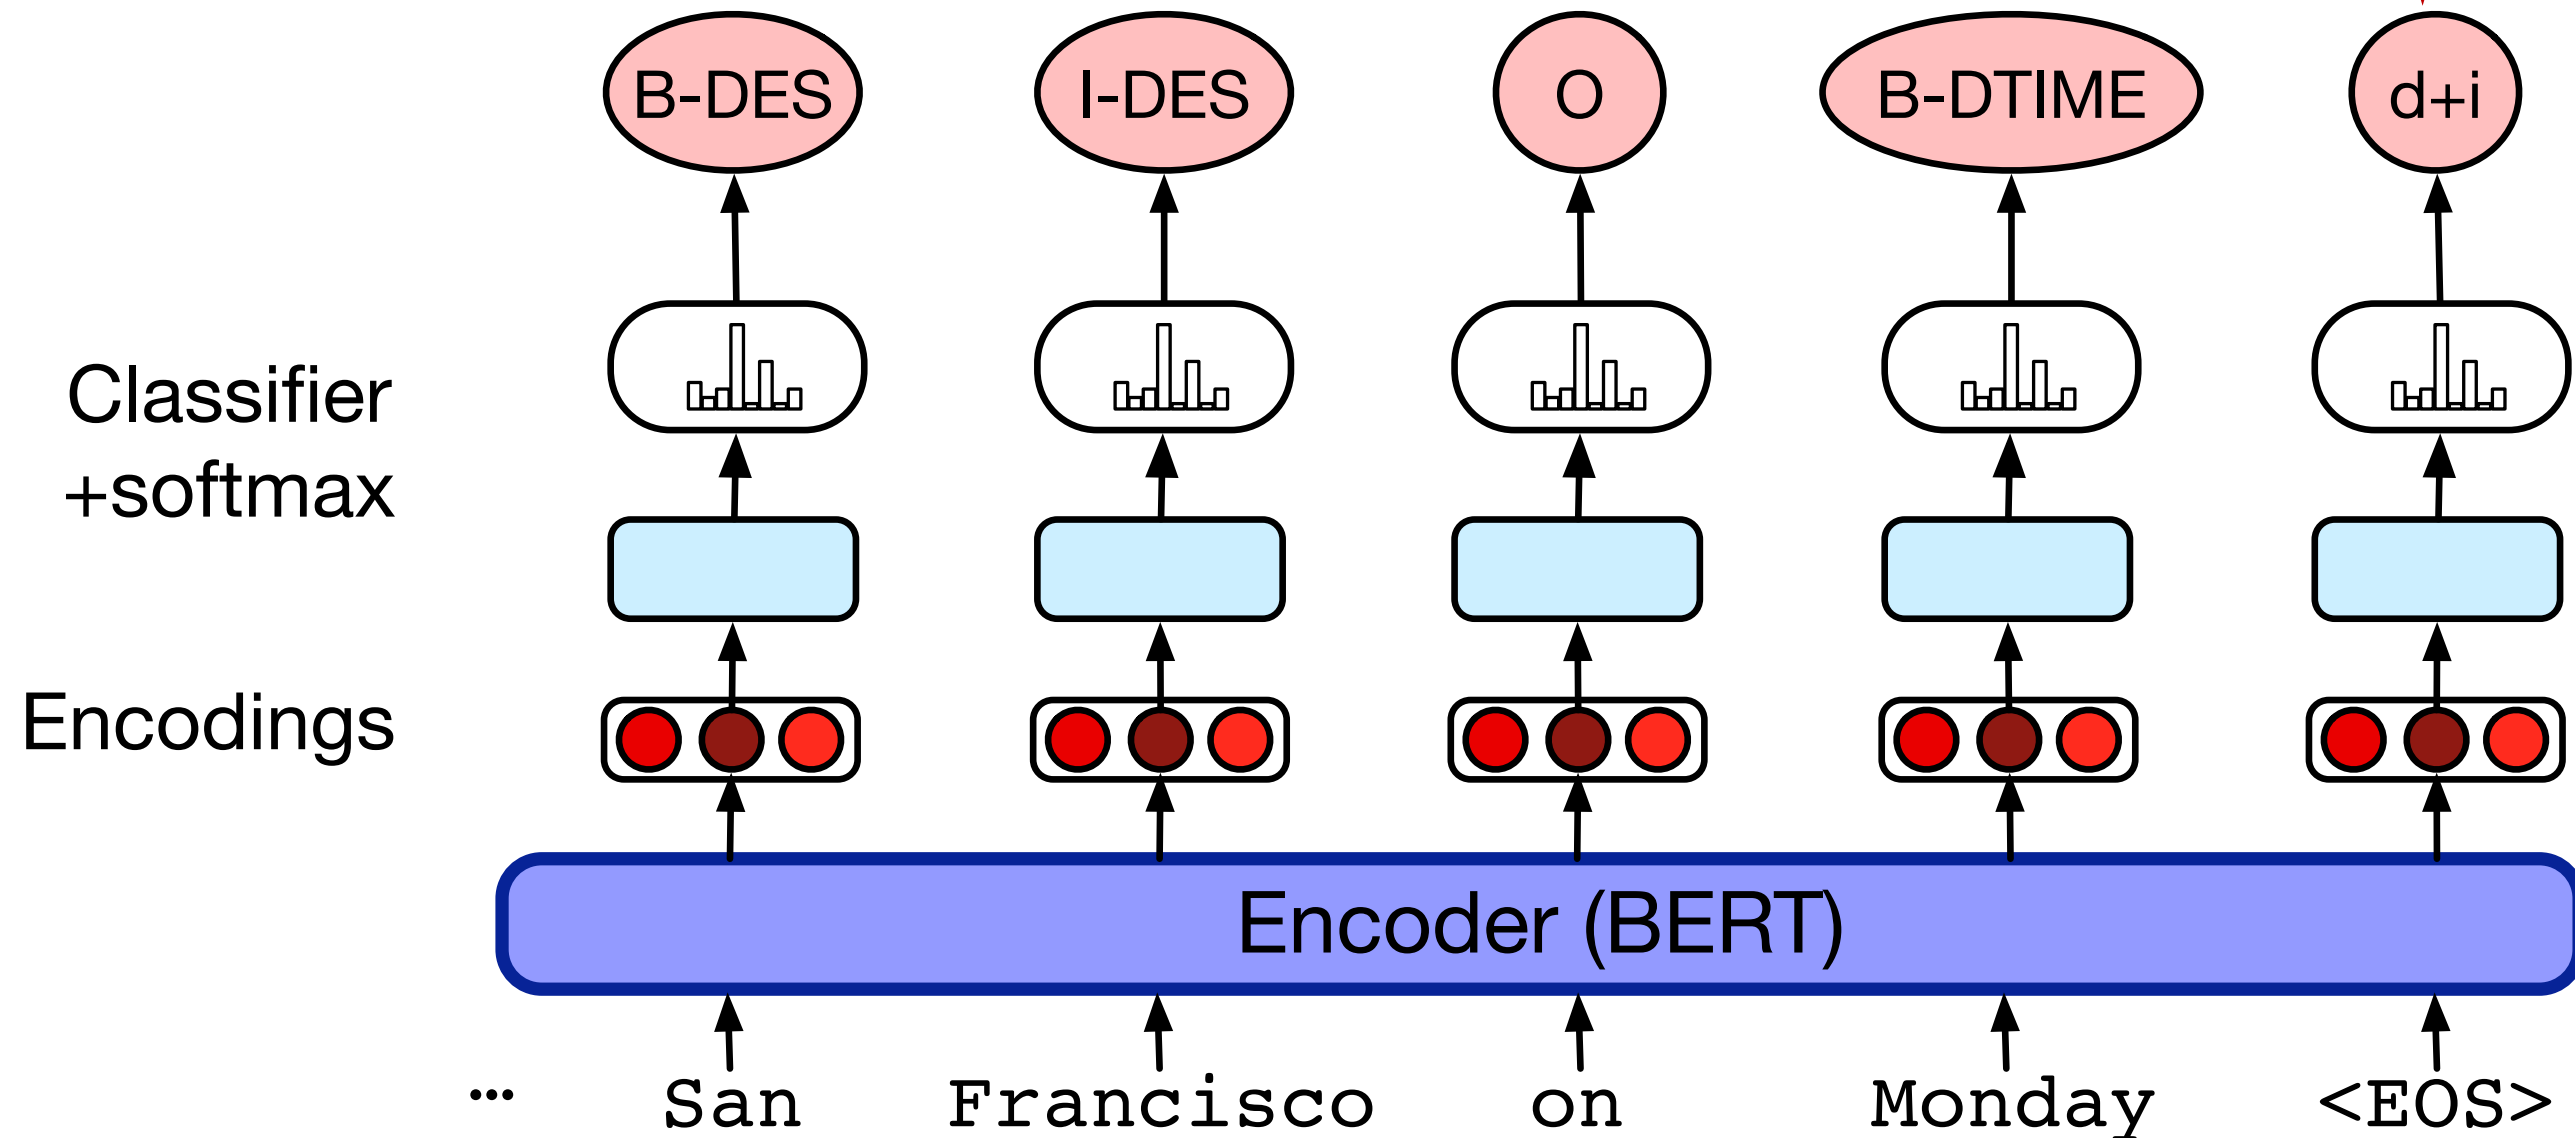 B-DES I-DES O B-DTIME d+i
Classifier
+softmax
Encodings
Encoder (BERT)
… San Francisco on Monday <EOS>